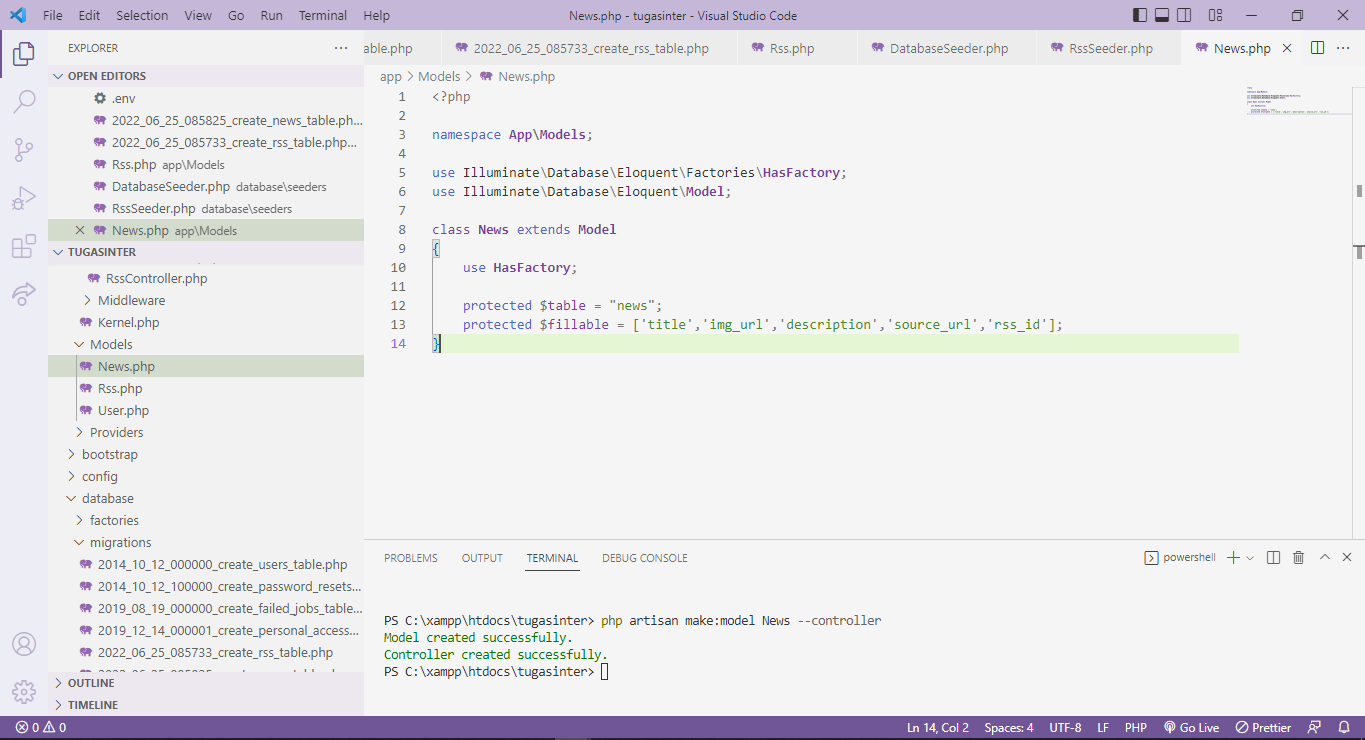 File Edit Selection View Go Run Terminal Help News.php - tugasinter - Visual Studio Code
EXPLORER
able.php 2022_06_25_085733_create_rss_table.php Rss.php DatabaseSeeder.php RssSeeder.php News.php
OPEN EDITORS
.env
2022_06_25_085825_create_news_table.ph...
2022_06_25_085733_create_rss_table.php...
Rss.php app\Models
DatabaseSeeder.php database\seeders
RssSeeder.php database\seeders
News.php app\Models
TUGASINTER
RssController.php
Middleware
Kernel.php
Models
News.php
Rss.php
User.php
Providers
bootstrap
config
database
factories
migrations
2014_10_12_000000_create_users_table.php
2014_10_12_100000_create_password_resets...
2019_08_19_000000_create_failed_jobs_table...
2019_12_14_000001_create_personal_access...
2022_06_25_085733_create_rss_table.php
OUTLINE
TIMELINE
app > Models > News.php
1 <?php
2
3 namespace App\Models;
4
5 use Illuminate\Database\Eloquent\Factories\HasFactory;
6 use Illuminate\Database\Eloquent\Model;
7
8 class News extends Model
9 {
10 use HasFactory;
11
12 protected $table = "news";
13 protected $fillable = ['title','img_url','description','source_url','rss_id'];
14 }
PROBLEMS OUTPUT TERMINAL DEBUG CONSOLE powershell
PS C:\xampp\htdocs\tugasinter> php artisan make:model News --controller
Model created successfully.
Controller created successfully.
PS C:\xampp\htdocs\tugasinter>
0 0 Ln 14, Col 2 Spaces: 4 UTF-8 LF PHP Go Live Prettier